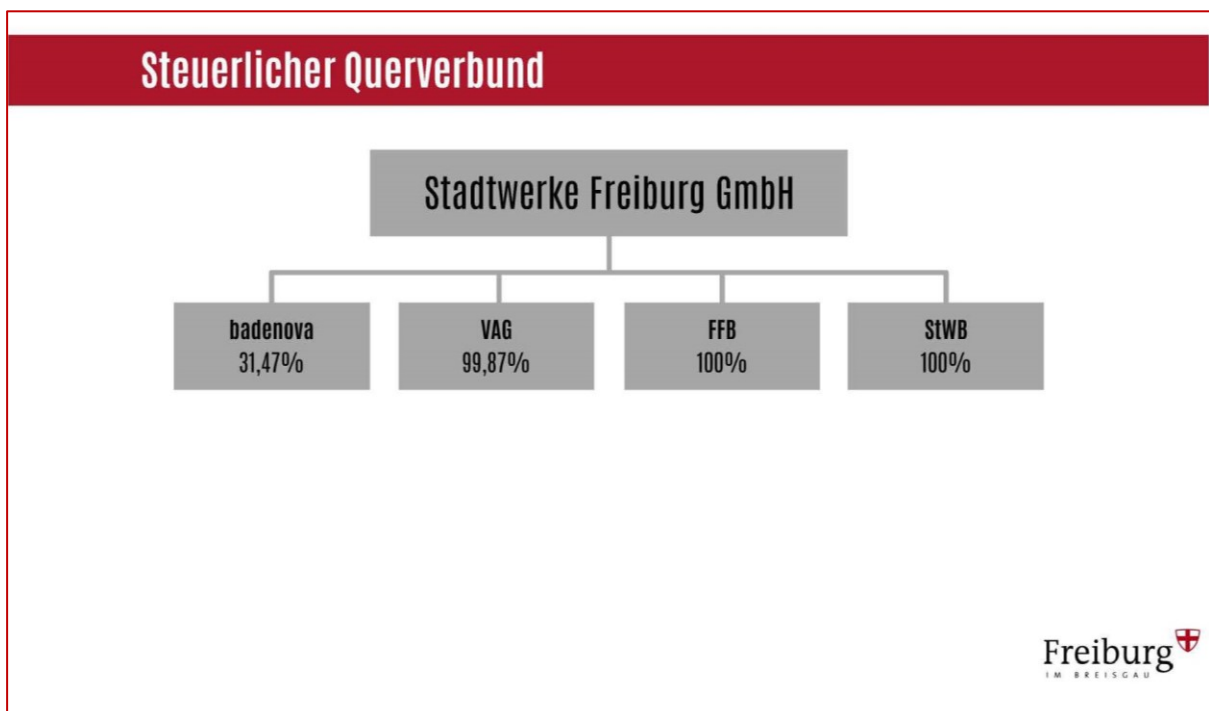 Steuerlicher Querverbund
Stadtwerke Freiburg GmbH
badenova
31,47%
VAG
99,87%
FFB
100%
StWB
100%
Freiburg
IM BREISGAU